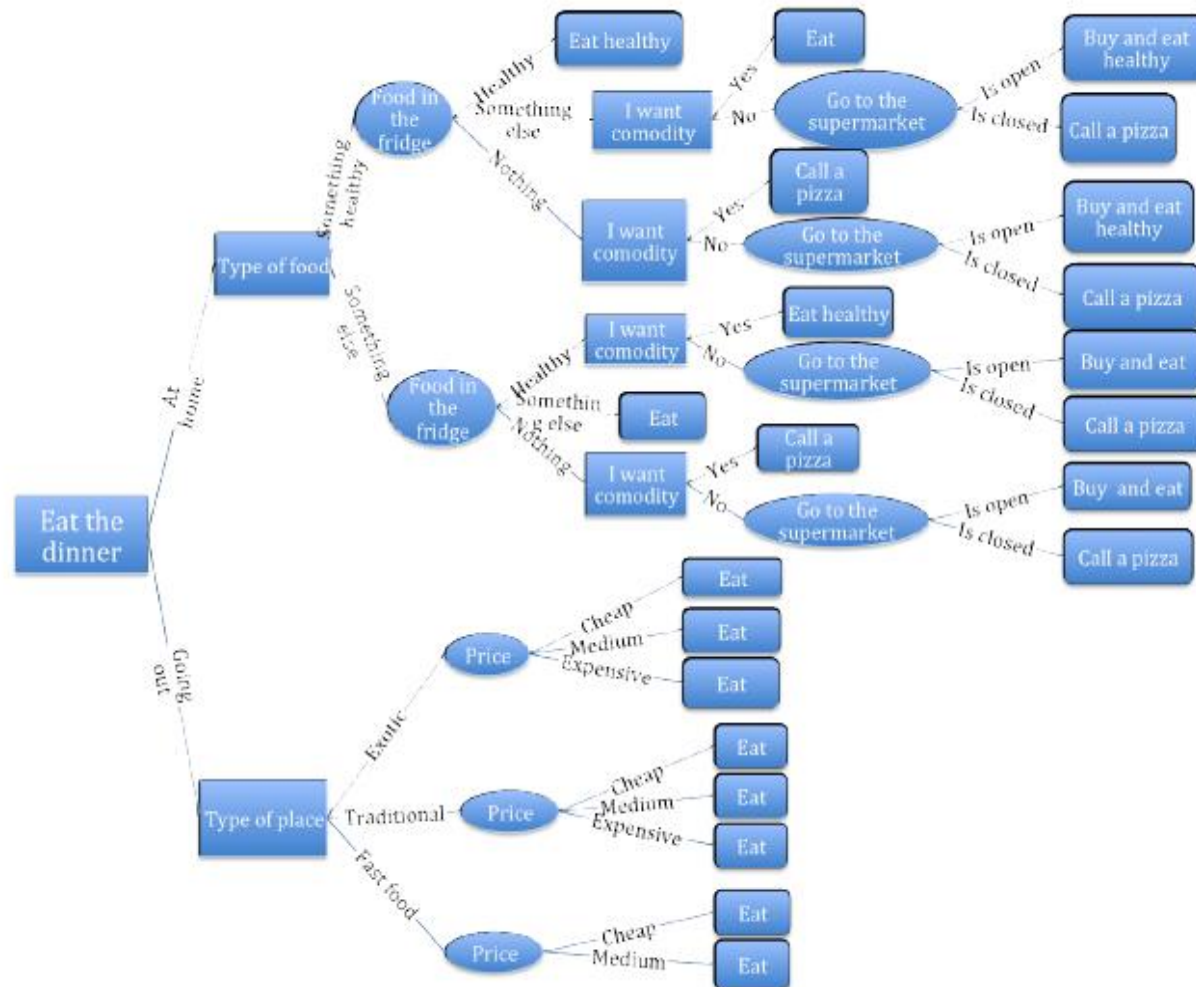 Eat healthy
Eat
Buy and eat
healthy
Food in
the
fridge
Healthy
Something
else
I want
comodity
Yes
No
Go to the
supermarket
Is open
Is closed
Call a pizza
Something
healthy
Nothing
I want
comodity
Yes
No
Call a
pizza
Go to the
supermarket
Is open
Is closed
Buy and eat
healthy
Call a pizza
Type of food
Something
else
Food in
the
fridge
Healthy
Somethin
g else
Nothing
I want
comodity
Yes
No
Eat healthy
Go to the
supermarket
Is open
Is closed
Buy and eat
Call a pizza
Eat
I want
comodity
Yes
No
Call a
pizza
Go to the
supermarket
Is open
Is closed
Buy and eat
Call a pizza
At
home
Eat the
dinner
Going
out
Type of place
Exotic
Price
Cheap
Medium
Expensive
Eat
Eat
Eat
Traditional
Price
Cheap
Medium
Expensive
Eat
Eat
Eat
Fast food
Price
Cheap
Medium
Eat
Eat